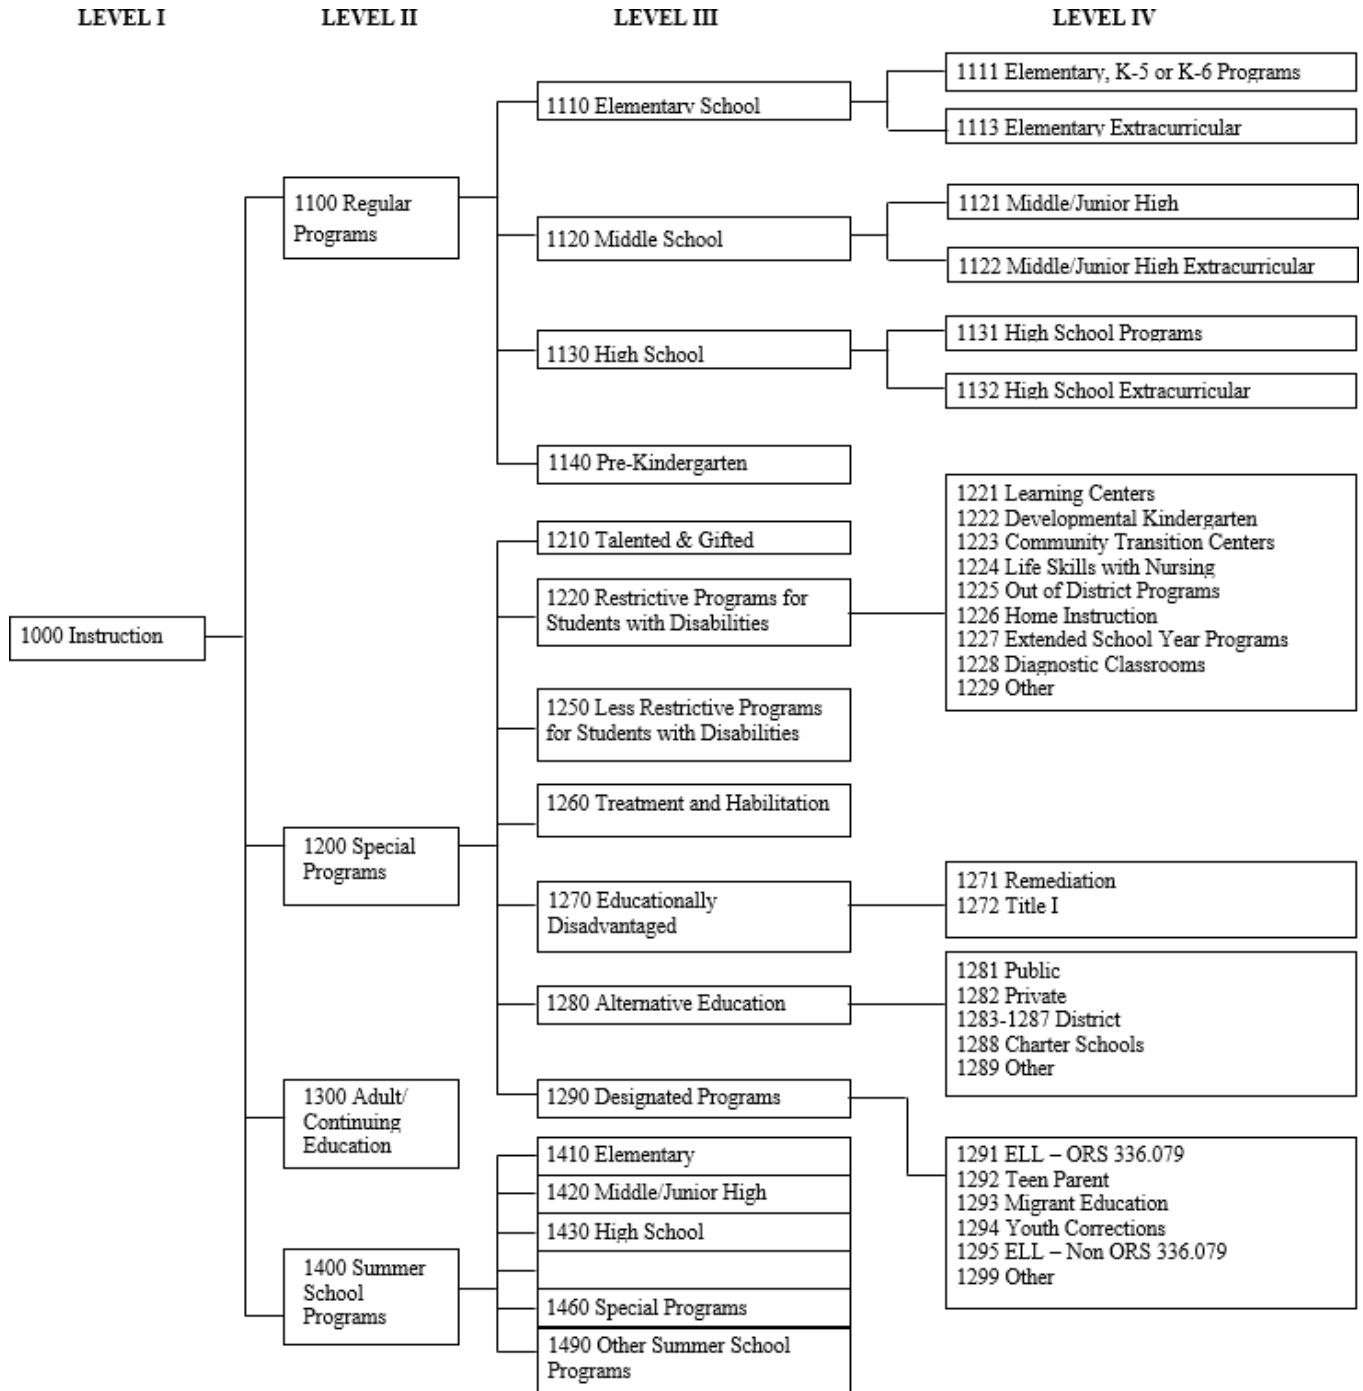 LEVEL I
LEVEL II
LEVEL III
LEVEL IV
1000 Instruction
1100 Regular
Programs
1110 Elementary School
1111 Elementary, K-5 or K-6 Programs
1113 Elementary Extracurricular
1120 Middle School
1121 Middle/Junior High
1122 Middle/Junior High Extracurricular
1130 High School
1131 High School Programs
1132 High School Extracurricular
1140 Pre-Kindergarten
1200 Special
Programs
1210 Talented & Gifted
1220 Restrictive Programs for
Students with Disabilities
1221 Learning Centers
1222 Developmental Kindergarten
1223 Community Transition Centers
1224 Life Skills with Nursing
1225 Out of District Programs
1226 Home Instruction
1227 Extended School Year Programs
1228 Diagnostic Classrooms
1229 Other
1250 Less Restrictive Programs
for Students with Disabilities
1260 Treatment and Habilitation
1270 Educationally
Disadvantaged
1271 Remediation
1272 Title I
1280 Alternative Education
1281 Public
1282 Private
1283-1287 District
1288 Charter Schools
1289 Other
1290 Designated Programs
1291 ELL – ORS 336.079
1292 Teen Parent
1293 Migrant Education
1294 Youth Corrections
1295 ELL – Non ORS 336.079
1299 Other
1300 Adult/
Continuing
Education
1400 Summer
School
Programs
1410 Elementary
1420 Middle/Junior High
1430 High School
1460 Special Programs
1490 Other Summer School
Programs